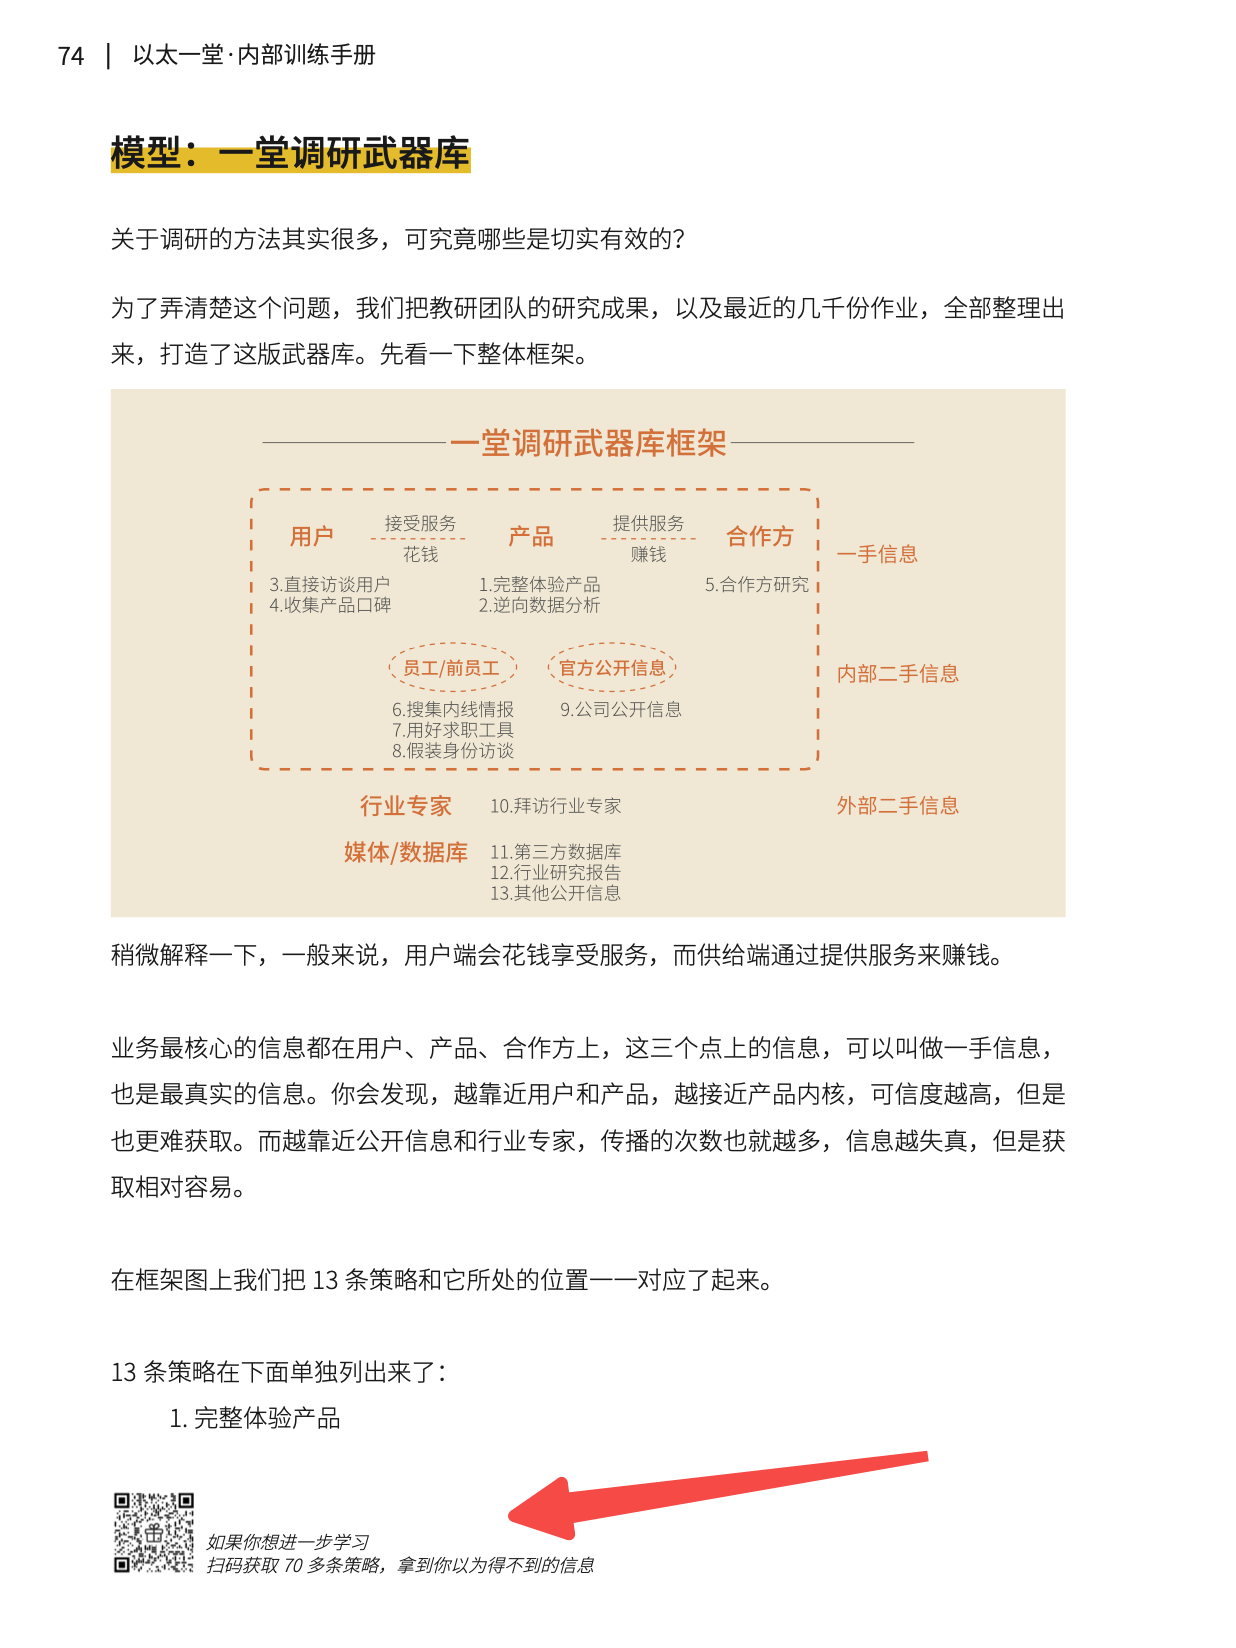 74 | 以太一堂·内部训练手册
模型：一堂调研武器库
关于调研的方法其实很多，可究竟哪些是切实有效的？
为了弄清楚这个问题，我们把教研团队的研究成果，以及最近的几千份作业，全部整理出
来，打造了这版武器库。先看一下整体框架。
一堂调研武器库框架
用户
接受服务
花钱
产品
提供服务
赚钱
合作方
一手信息
3.直接访谈用户
4.收集产品口碑
1.完整体验产品
2.逆向数据分析
5.合作方研究
员工/前员工
官方公开信息
内部二手信息
6.搜集内线情报
7.用好求职工具
8.假装身份访谈
9.公司公开信息
行业专家
10.拜访行业专家
外部二手信息
媒体/数据库
11.第三方数据库
12.行业研究报告
13.其他公开信息
稍微解释一下，一般来说，用户端会花钱享受服务，而供给端通过提供服务来赚钱。
业务最核心的信息都在用户、产品、合作方上，这三个点上的信息，可以叫做一手信息，
也是最真实的信息。你会发现，越靠近用户和产品，越接近产品内核，可信度越高，但是
也更难获取。而越靠近公开信息和行业专家，传播的次数也就越多，信息越失真，但是获
取相对容易。
在框架图上我们把 13 条策略和它所处的位置一一对应了起来。
13 条策略在下面单独列出来了：
1. 完整体验产品
如果你想进一步学习
扫码获取 70 多条策略，拿到你以为得不到的信息